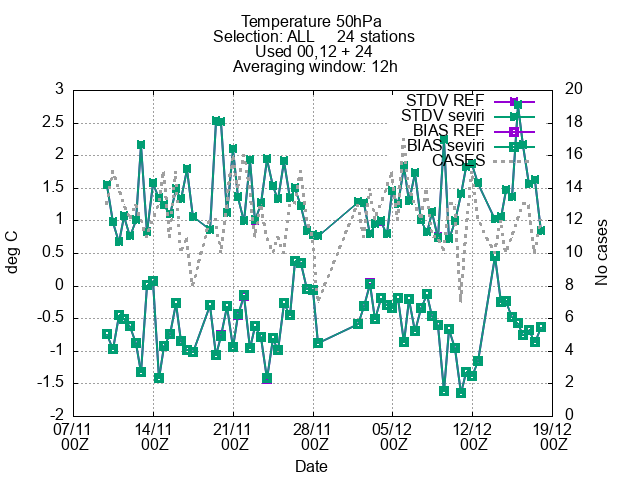 Temperature 50hPa
Selection: ALL 24 stations
Used 00,12 + 24
Averaging window: 12h
STDV REF
STDV seviri
BIAS REF
BIAS seviri
CASES
deg C
3
2.5
2
1.5
1
0.5
0
-0.5
-1
-1.5
-2
No cases
20
18
16
14
12
10
8
6
4
2
0
07/11 14/11 21/11 28/11 05/12 12/12 19/12
00Z 00Z 00Z 00Z 00Z 00Z 00Z
Date